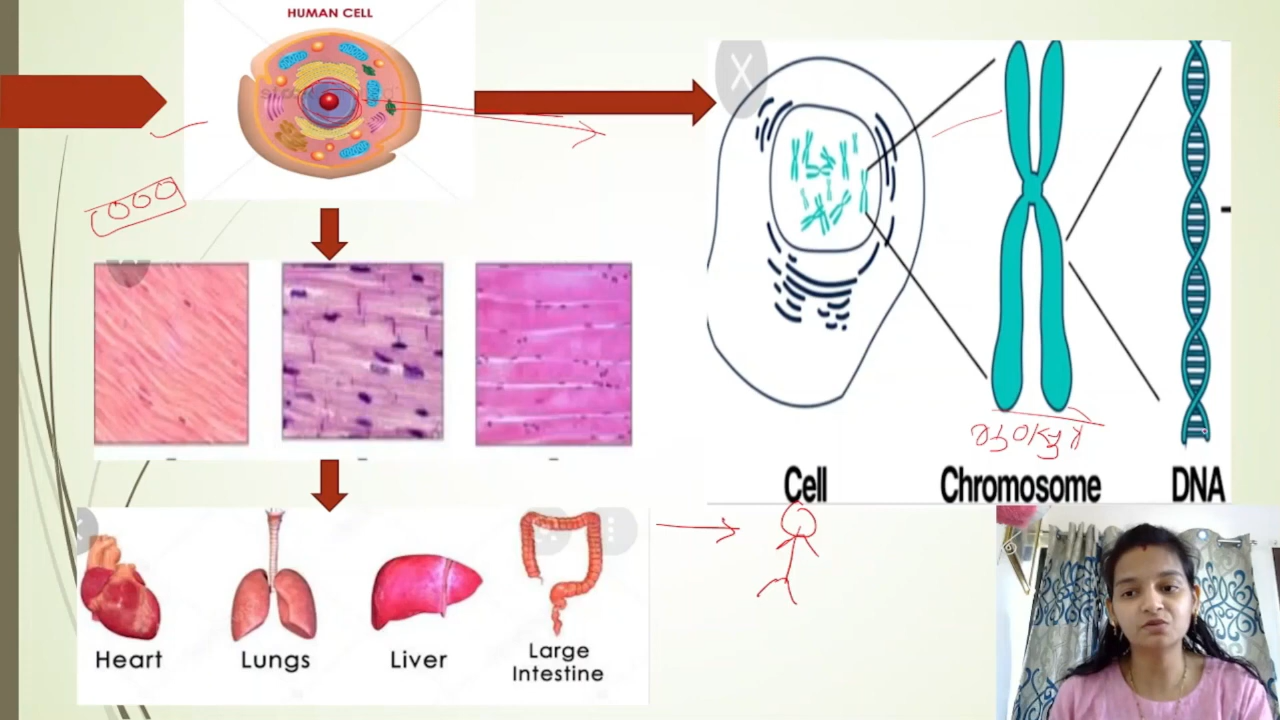 HUMAN CELL
Cell
Chromosome
DNA
Heart
Lungs
Liver
Large
Intestine